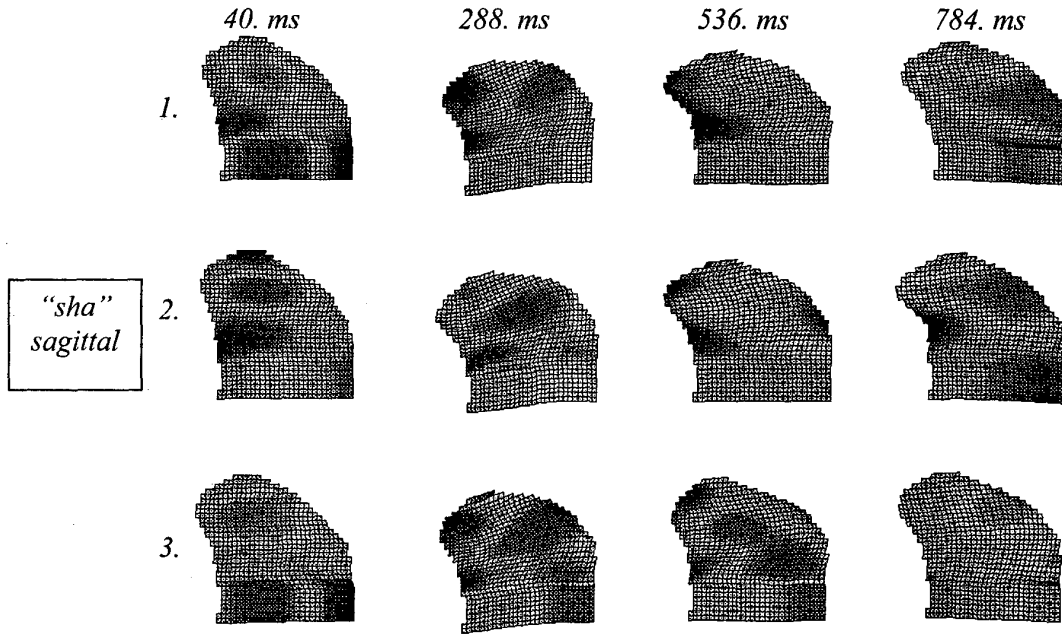 40. ms 288. ms 536. ms 784. ms
1.
“sha”
sagittal
2.
3.